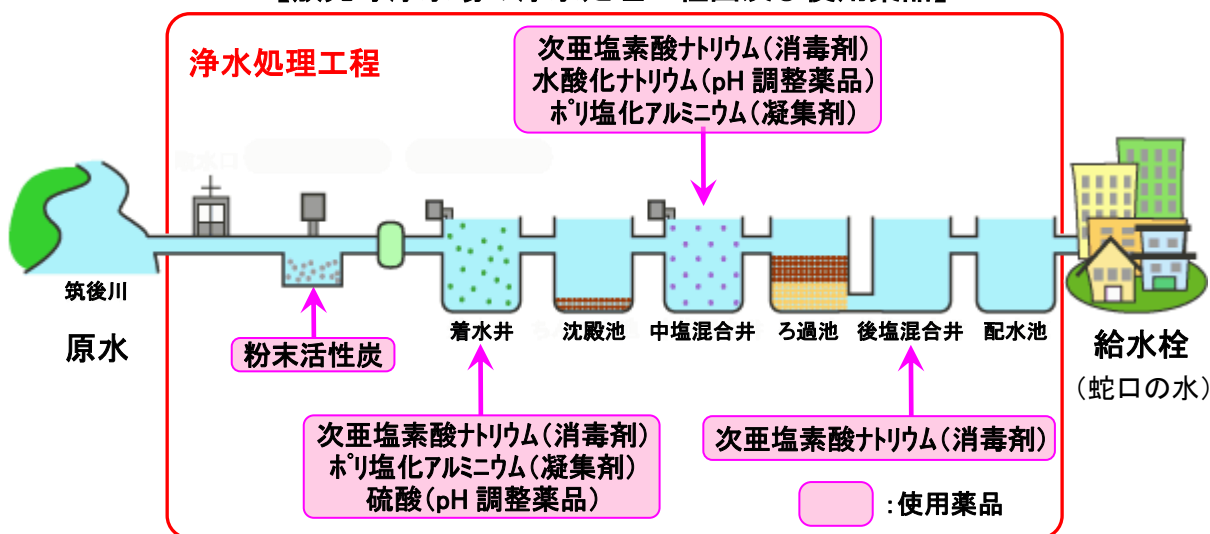 浄水処理工程
次亜塩素酸ナトリウム(消毒剤)
水酸化ナトリウム(pH 調整薬品)
ポリ塩化アルミニウム(凝集剤)
筑後川
原水
着水井
沈殿池
中塩混合井
ろ過池
後塩混合井
配水池
給水栓
(蛇口の水)
粉末活性炭
次亜塩素酸ナトリウム(消毒剤)
ポリ塩化アルミニウム(凝集剤)
硫酸(pH 調整薬品)
次亜塩素酸ナトリウム(消毒剤)
:使用薬品